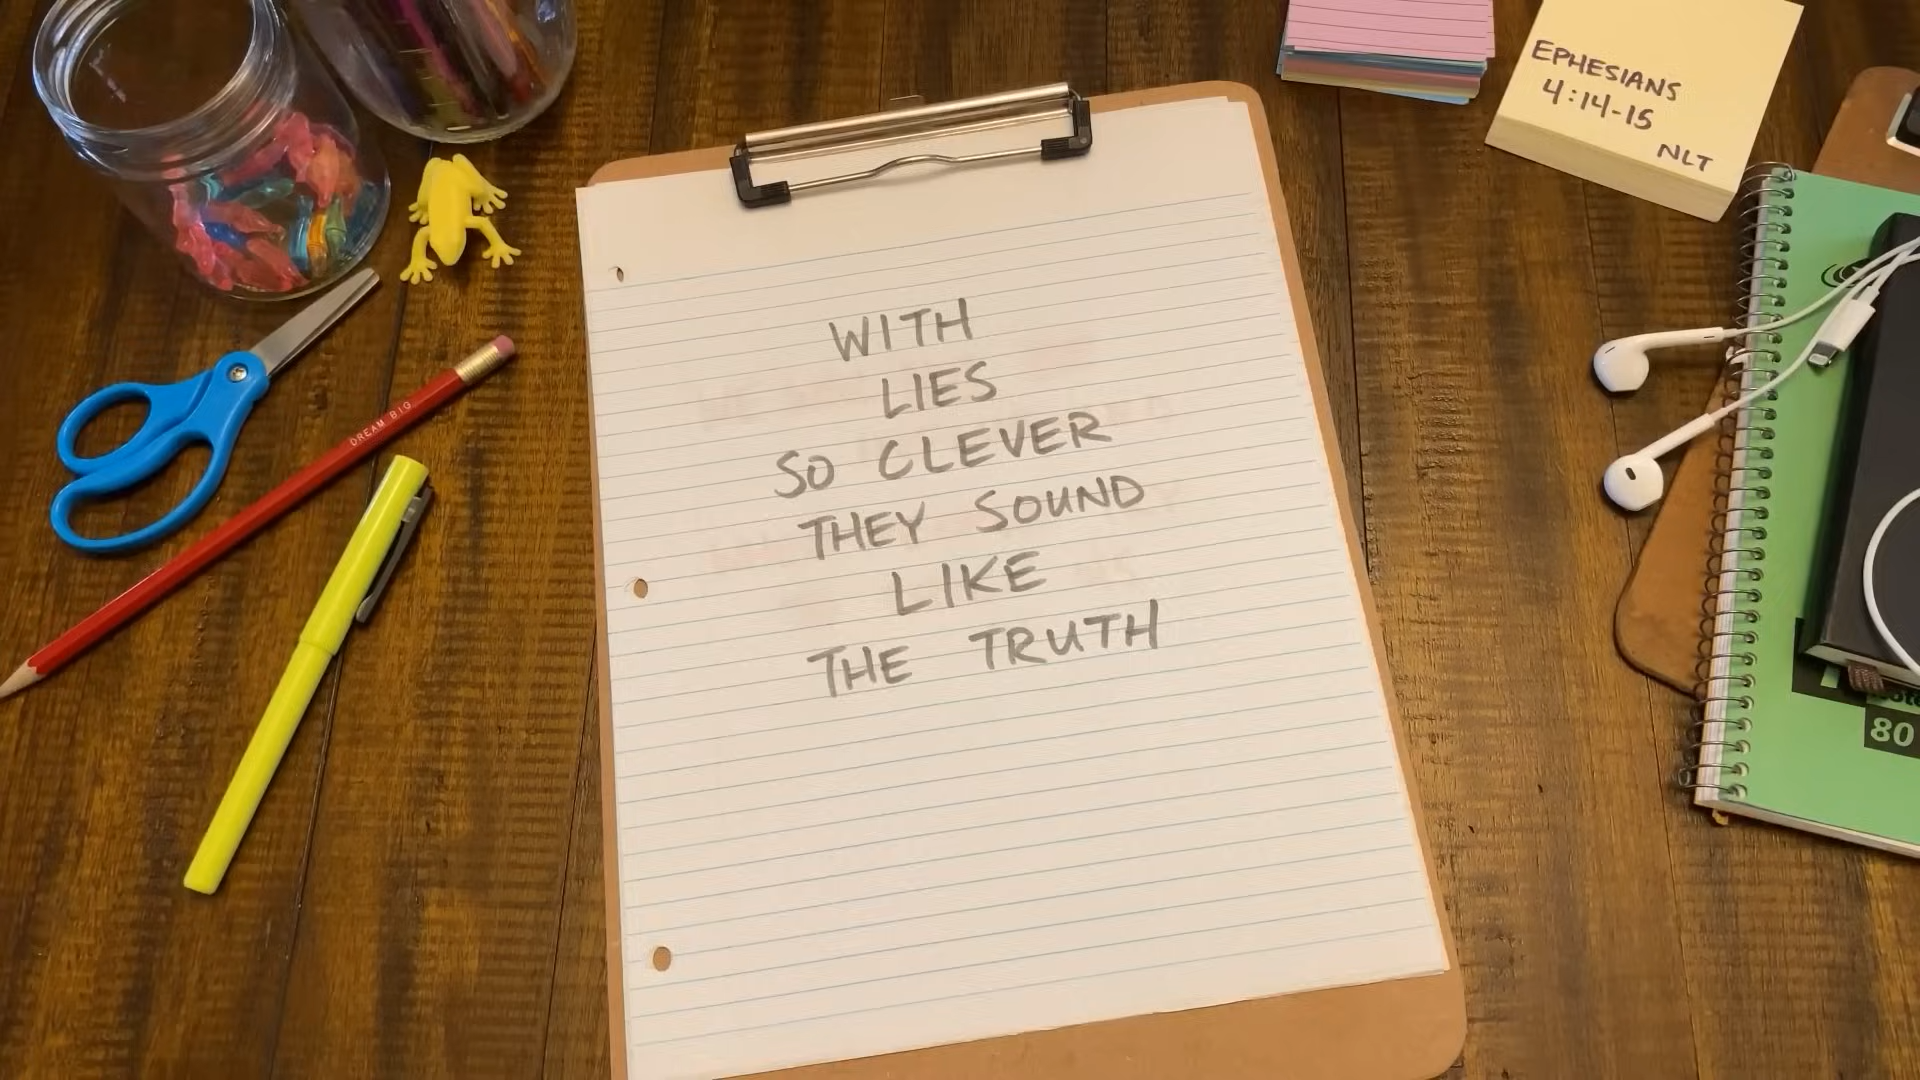 WITH
LIES
SO CLEVER
THEY SOUND
LIKE
THE TRUTH
EPHESIANS
4:14-15
NLT
DREAM BIG
80